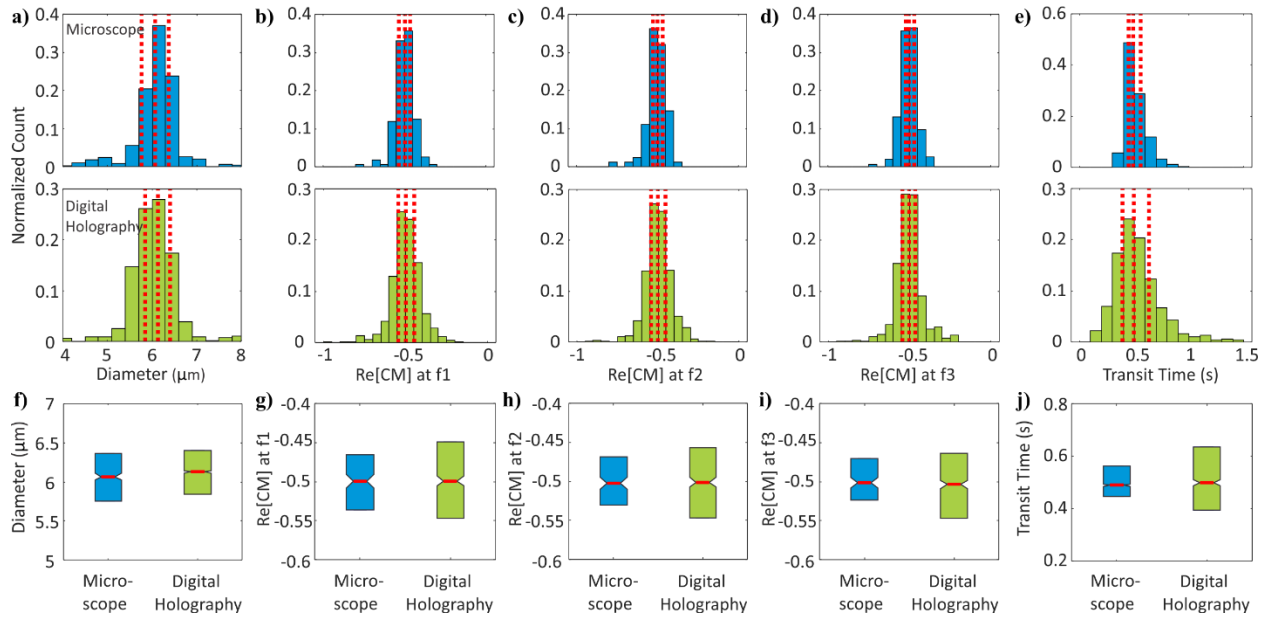 a) b) c) d) e)
Normalized Count
0.4 0.4 0.4 0.4 0.6
Microscope
0.3 0.3 0.3 0.3
0.4
0.2 0.2 0.2 0.2
0.2
0.1 0.1 0.1 0.1
0 0 0 0 0
0.3 0.3 0.3 0.3 0.3
Digital
Holography
0.2 0.2 0.2 0.2 0.2
0.1 0.1 0.1 0.1 0.1
0 0 0 0 0
4 5 6 7 8 -1 -0.5 0 -1 -0.5 0 -1 -0.5 0 0 0.5 1 1.5
Diameter (µm) Re[CM] at f1 Re[CM] at f2 Re[CM] at f3 Transit Time (s)
f) g) h) i) j)
Diameter (µm) Re[CM] at f1 Re[CM] at f2 Re[CM] at f3 Transit Time (s)
7 -0.4 -0.4 -0.4 0.8
6.5 -0.45 -0.45 -0.45 0.6
6 -0.5 -0.5 -0.5
5.5 -0.55 -0.55 -0.55 0.4
5 -0.6 -0.6 -0.6 0.2
Micro- Digital Micro- Digital Micro- Digital Micro- Digital Micro- Digital
scope Holography scope Holography scope Holography scope Holography scope Holography